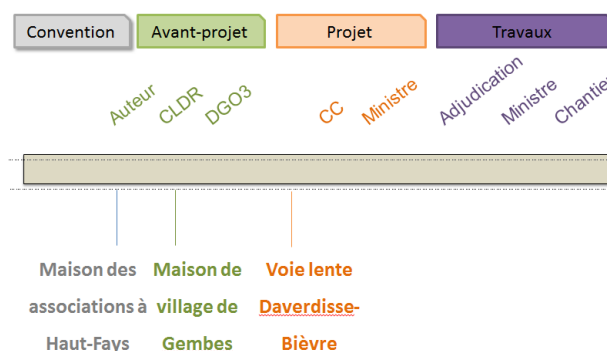 Convention Avant-projet Projet Travaux
Auteur CLDR DGO3 CC Ministre Adjudication Ministre Chantier
Maison des
associations à
Haut-Fays
Maison de
village de
Gembes
Voie lente
Daverdisse-
Bièvre